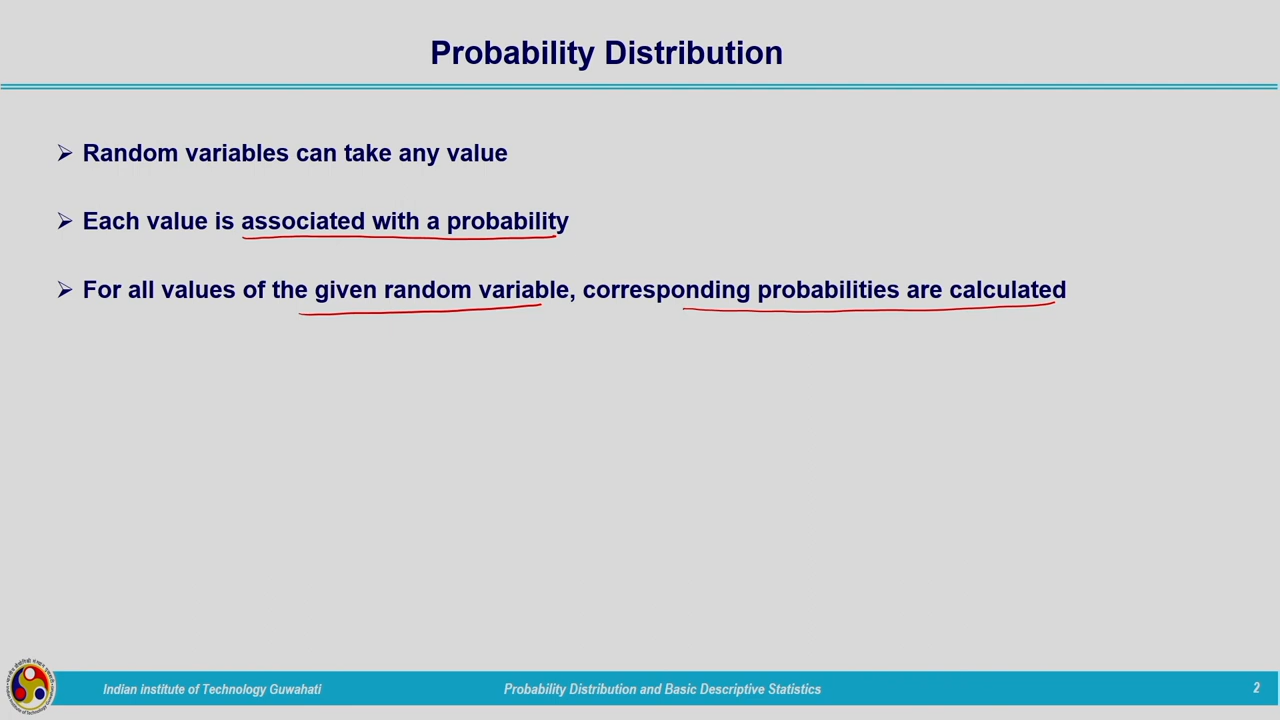 Probability Distribution
Random variables can take any value
Each value is associated with a probability
For all values of the given random variable, corresponding probabilities are calculated
Indian institute of Technology Guwahati
Probability Distribution and Basic Descriptive Statistics
2